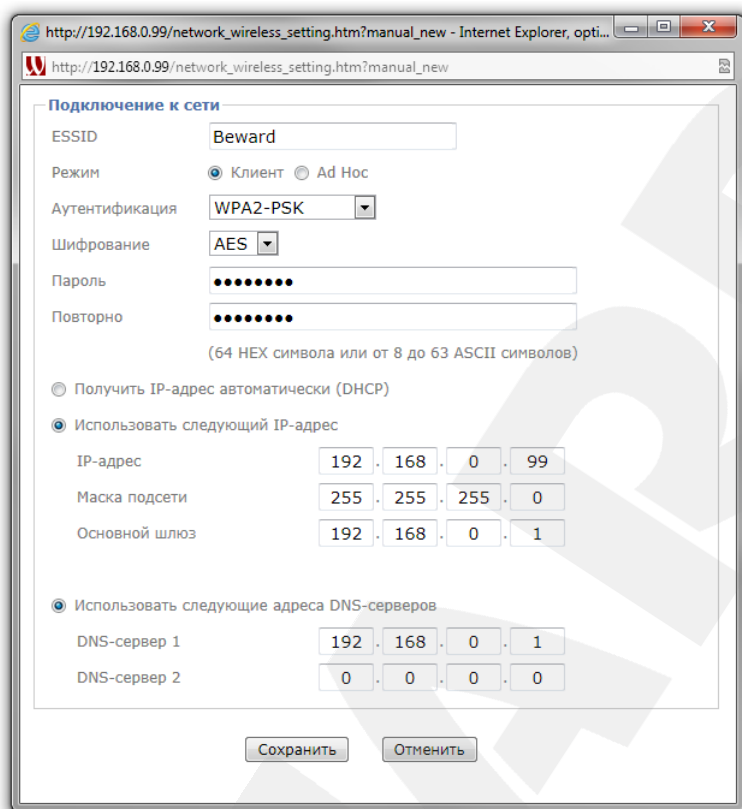 http://192.168.0.99/network_wireless_setting.htm?manual_new - Internet Explorer, opti...
http://192.168.0.99/network_wireless_setting.htm?manual_new
Подключение к сети
ESSID Beward
Режим Клиент Ad Hoc
Аутентификация WPA2-PSK
Шифрование AES
Пароль ●●●●●●●●
Повторно ●●●●●●●●
(64 HEX символа или от 8 до 63 ASCII символов)
Получить IP-адрес автоматически (DHCP)
Использовать следующий IP-адрес
IP-адрес 192 . 168 . 0 . 99
Маска подсети 255 . 255 . 255 . 0
Основной шлюз 192 . 168 . 0 . 1
Использовать следующие адреса DNS-серверов
DNS-сервер 1 192 . 168 . 0 . 1
DNS-сервер 2 0 . 0 . 0 . 0
Сохранить Отменить